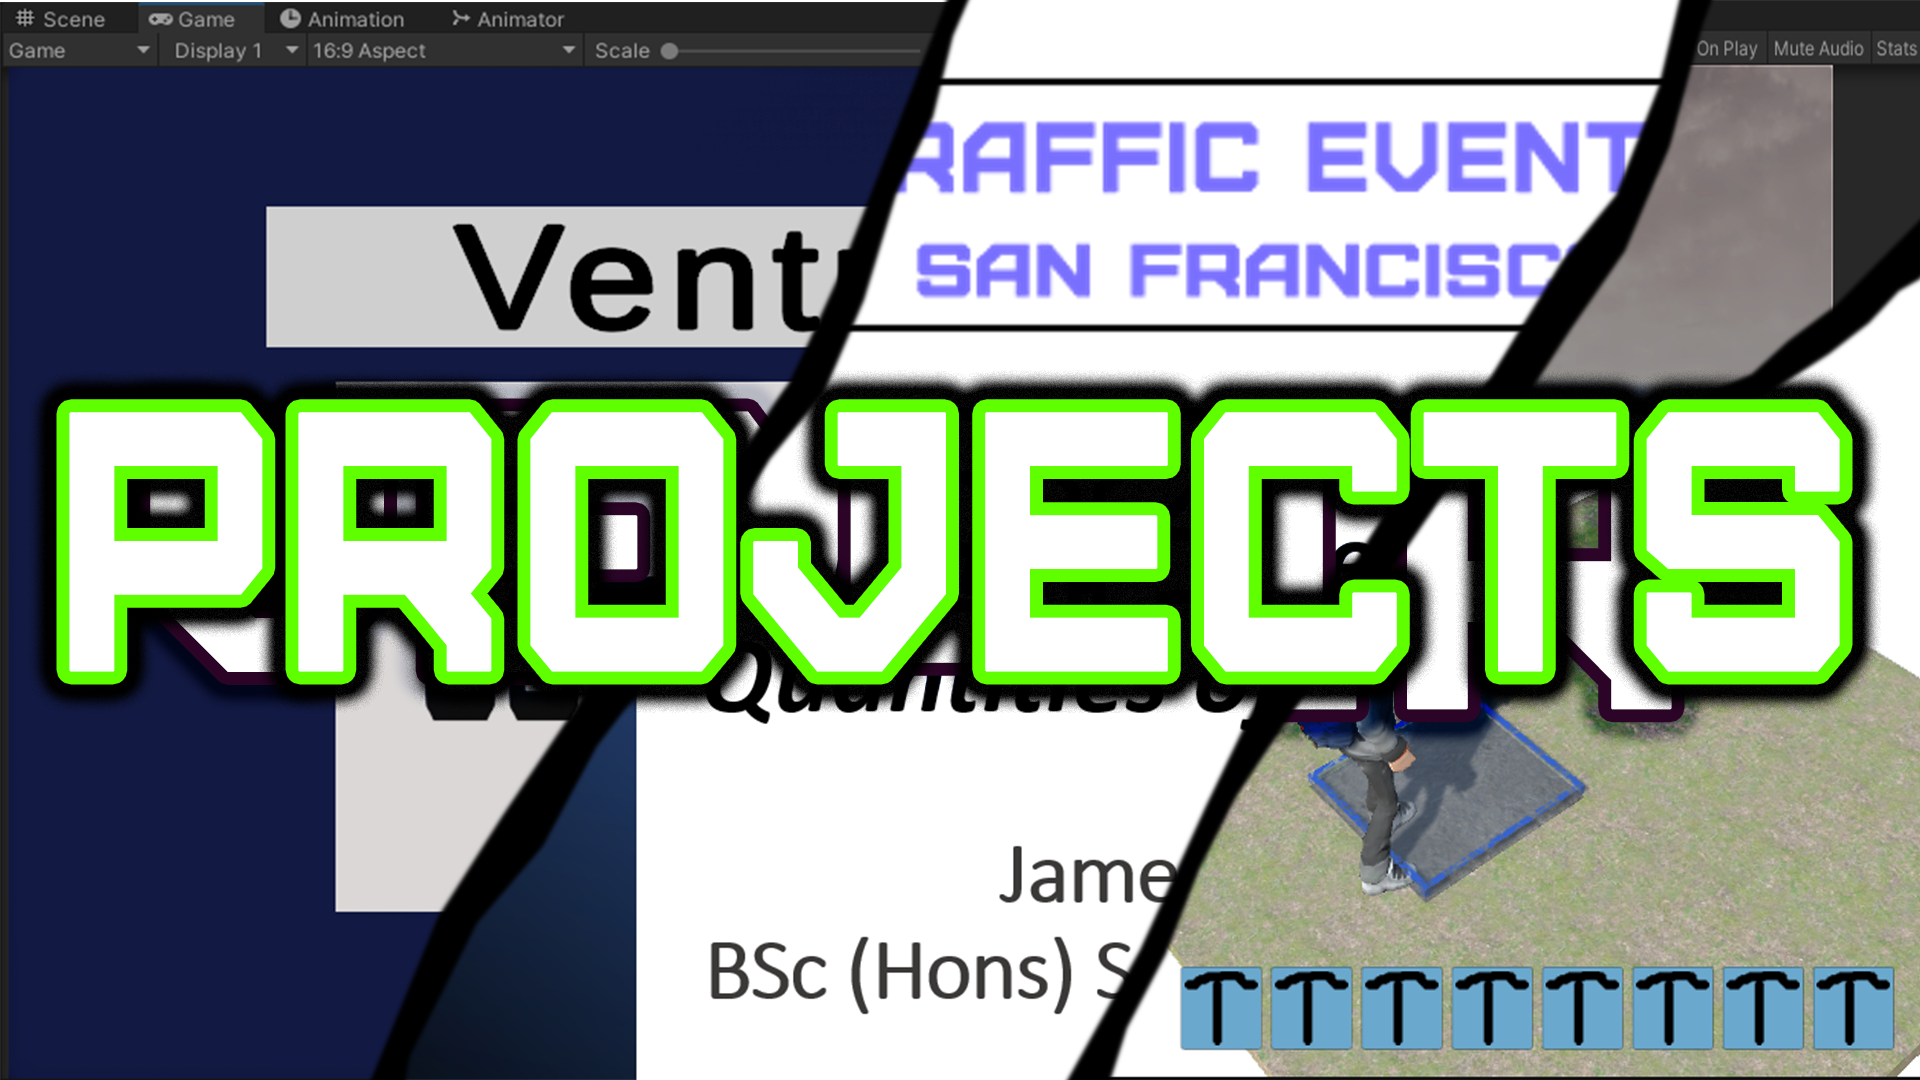 Scene Game Animation Animator
Game Display 1 16:9 Aspect Scale On Play Mute Audio Stats
RAFFIC EVENT
SAN FRANCISC
Vent
PROJECTS
Quantities
Jame
BSc (Hons) S